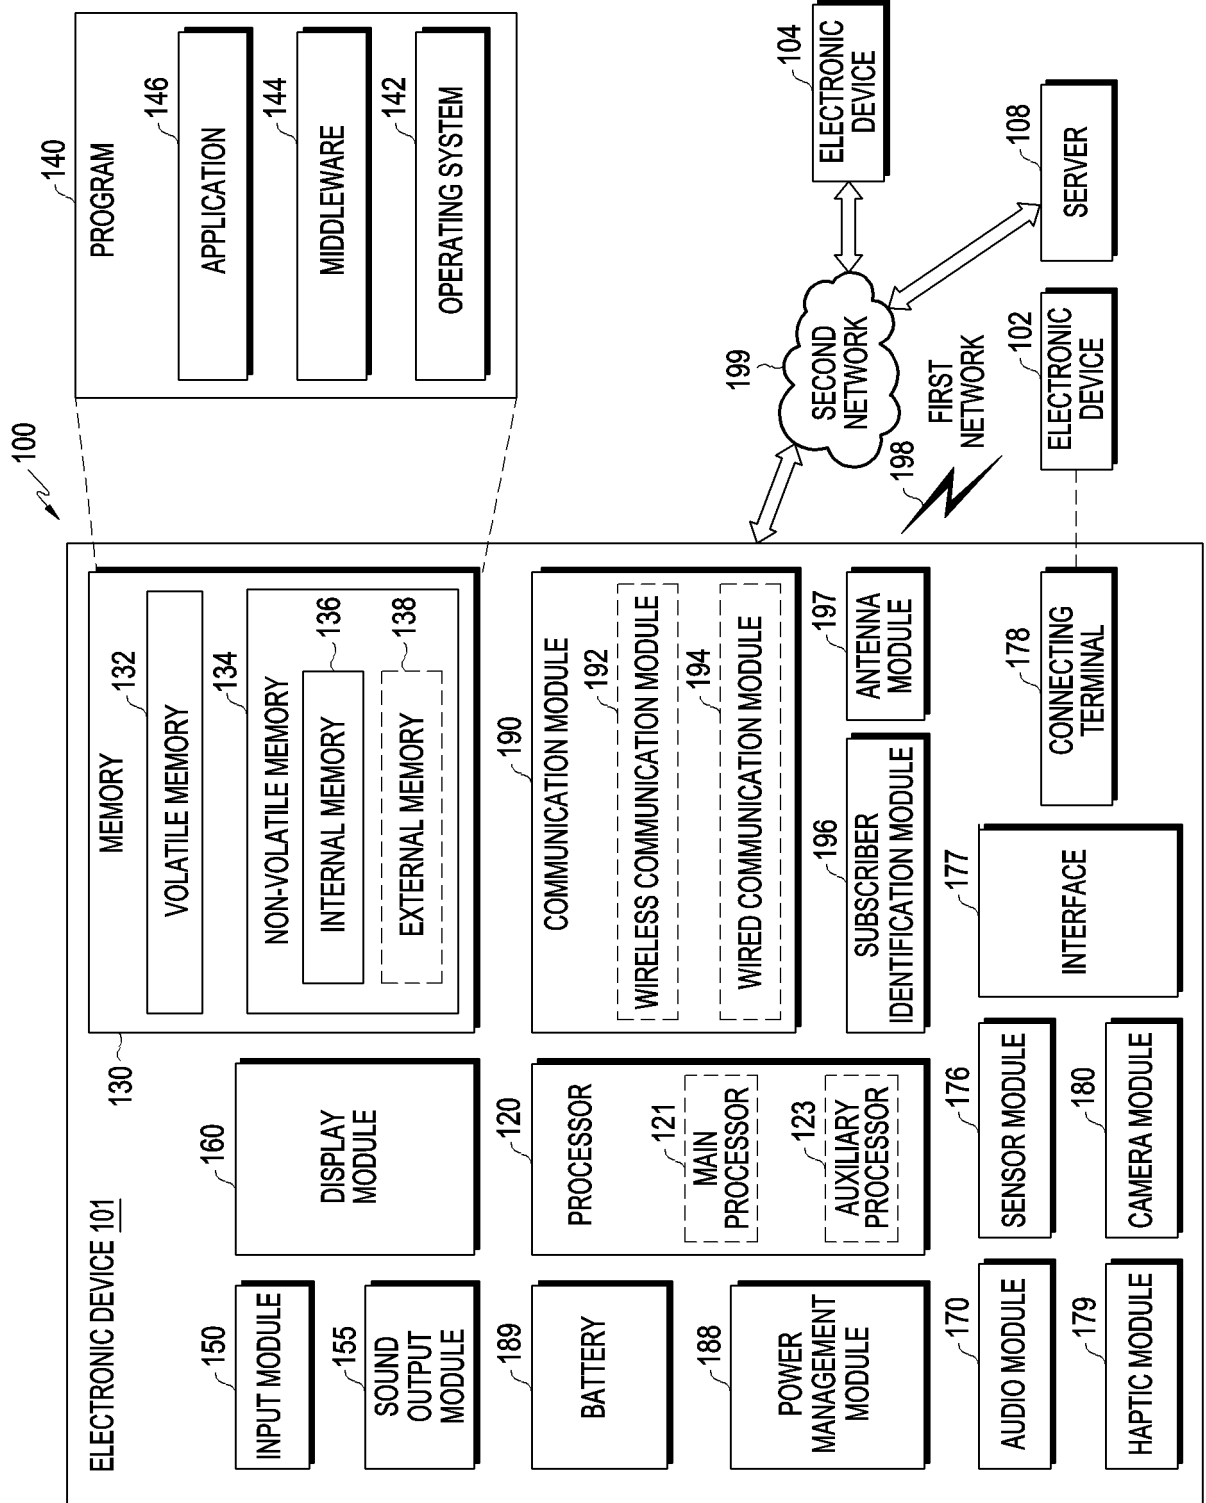 100
ELECTRONIC DEVICE 101
150
INPUT MODULE
155
SOUND
OUTPUT
MODULE
160
DISPLAY
MODULE
130
MEMORY
132
VOLATILE MEMORY
134
NON-VOLATILE MEMORY
136
INTERNAL MEMORY
138
EXTERNAL MEMORY
140
PROGRAM
146
APPLICATION
144
MIDDLEWARE
142
OPERATING SYSTEM
189
BATTERY
188
POWER
MANAGEMENT
MODULE
120
PROCESSOR
121
MAIN
PROCESSOR
123
AUXILIARY
PROCESSOR
190
COMMUNICATION MODULE
192
WIRELESS COMMUNICATION MODULE
194
WIRED COMMUNICATION MODULE
196
SUBSCRIBER
IDENTIFICATION MODULE
197
ANTENNA
MODULE
199
SECOND
NETWORK
104
ELECTRONIC
DEVICE
198
FIRST
NETWORK
108
SERVER
102
ELECTRONIC
DEVICE
170
AUDIO MODULE
176
SENSOR MODULE
177
INTERFACE
178
CONNECTING
TERMINAL
179
HAPTIC MODULE
180
CAMERA MODULE